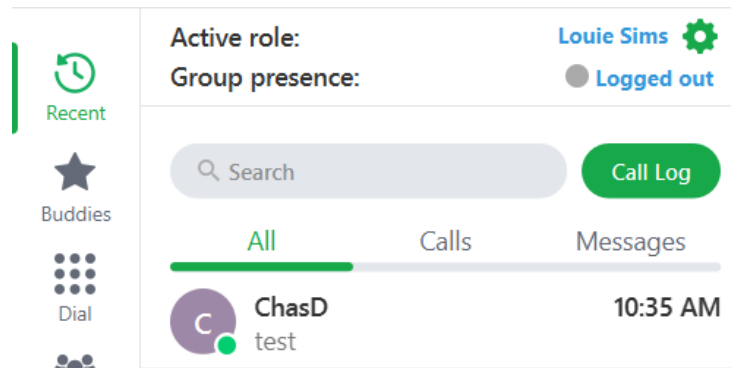 Active role: Louie Sims
Group presence: Logged out
Recent
Search
Call Log
Buddies
All Calls Messages
Dial
C
ChasD 10:35 AM
test